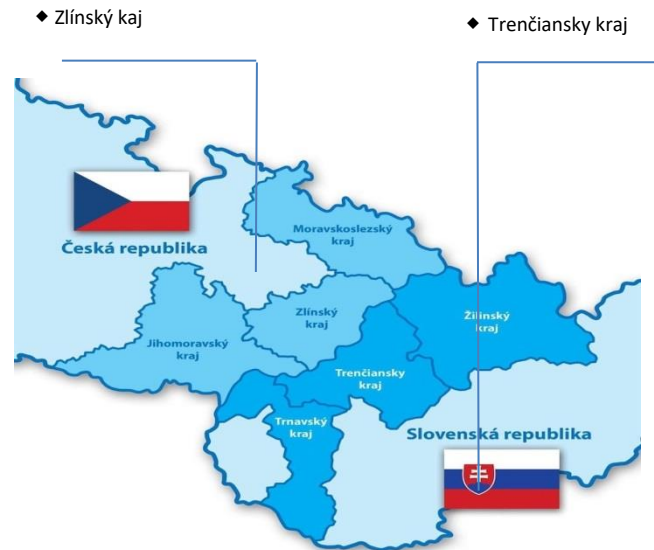 ◆ Zlínský kaj
◆ Trenčiansky kraj
Moravskoslezský
kraj
Česká republika
Zlínský
kraj
Žilinský
kraj
Jihomoravský
kraj
Trenčiansky
kraj
Trnavský
kraj
Slovenská republika